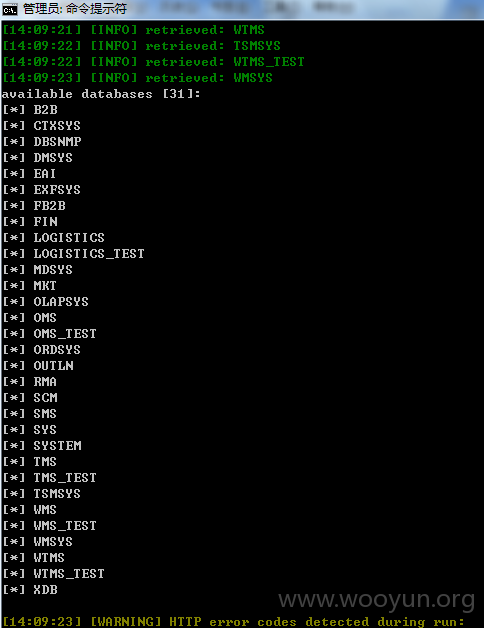 管理员: 命令提示符
[14:09:21] [INFO] retrieved: WTMS
[14:09:22] [INFO] retrieved: TSMSYS
[14:09:22] [INFO] retrieved: WTMS_TEST
[14:09:23] [INFO] retrieved: WMSYS
available databases [31]:
[*] B2B
[*] CTXSYS
[*] DBSNMP
[*] DMSYS
[*] EAI
[*] EXFSYS
[*] FB2B
[*] FIN
[*] LOGISTICS
[*] LOGISTICS_TEST
[*] MDSYS
[*] MKT
[*] OLAPSYS
[*] OMS
[*] OMS_TEST
[*] ORDSYS
[*] OUTLN
[*] RMA
[*] SCM
[*] SMS
[*] SYS
[*] SYSTEM
[*] TMS
[*] TMS_TEST
[*] TSMSYS
[*] WMS
[*] WMS_TEST
[*] WMSYS
[*] WTMS
[*] WTMS_TEST
[*] XDB
www.wooyun.org
[14:09:23] [WARNING] HTTP error codes detected during run: